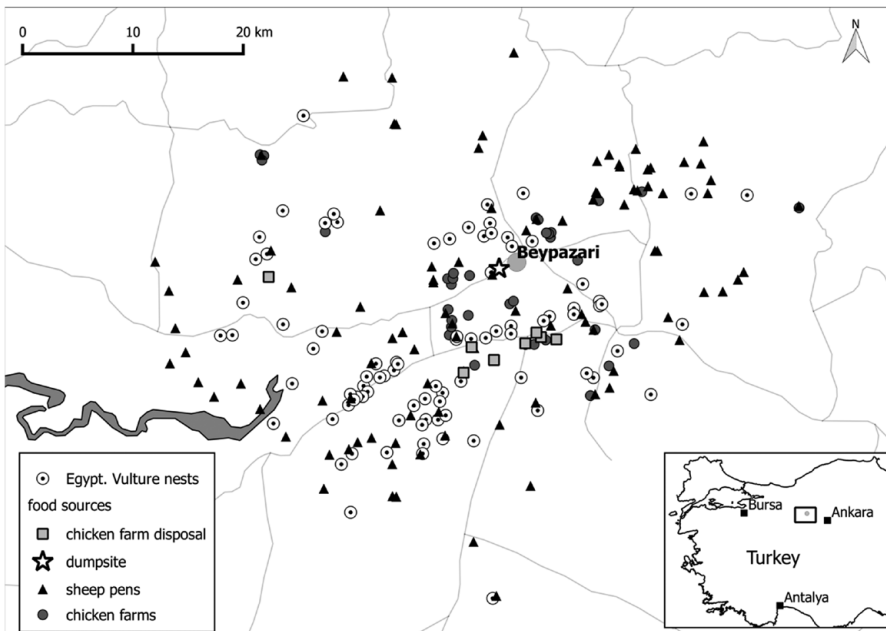 0 10 20 km
N
Beypazari
Egypt. Vulture nests
food sources
chicken farm disposal
dumpsite
sheep pens
chicken farms
Bursa
Ankara
Turkey
Antalya